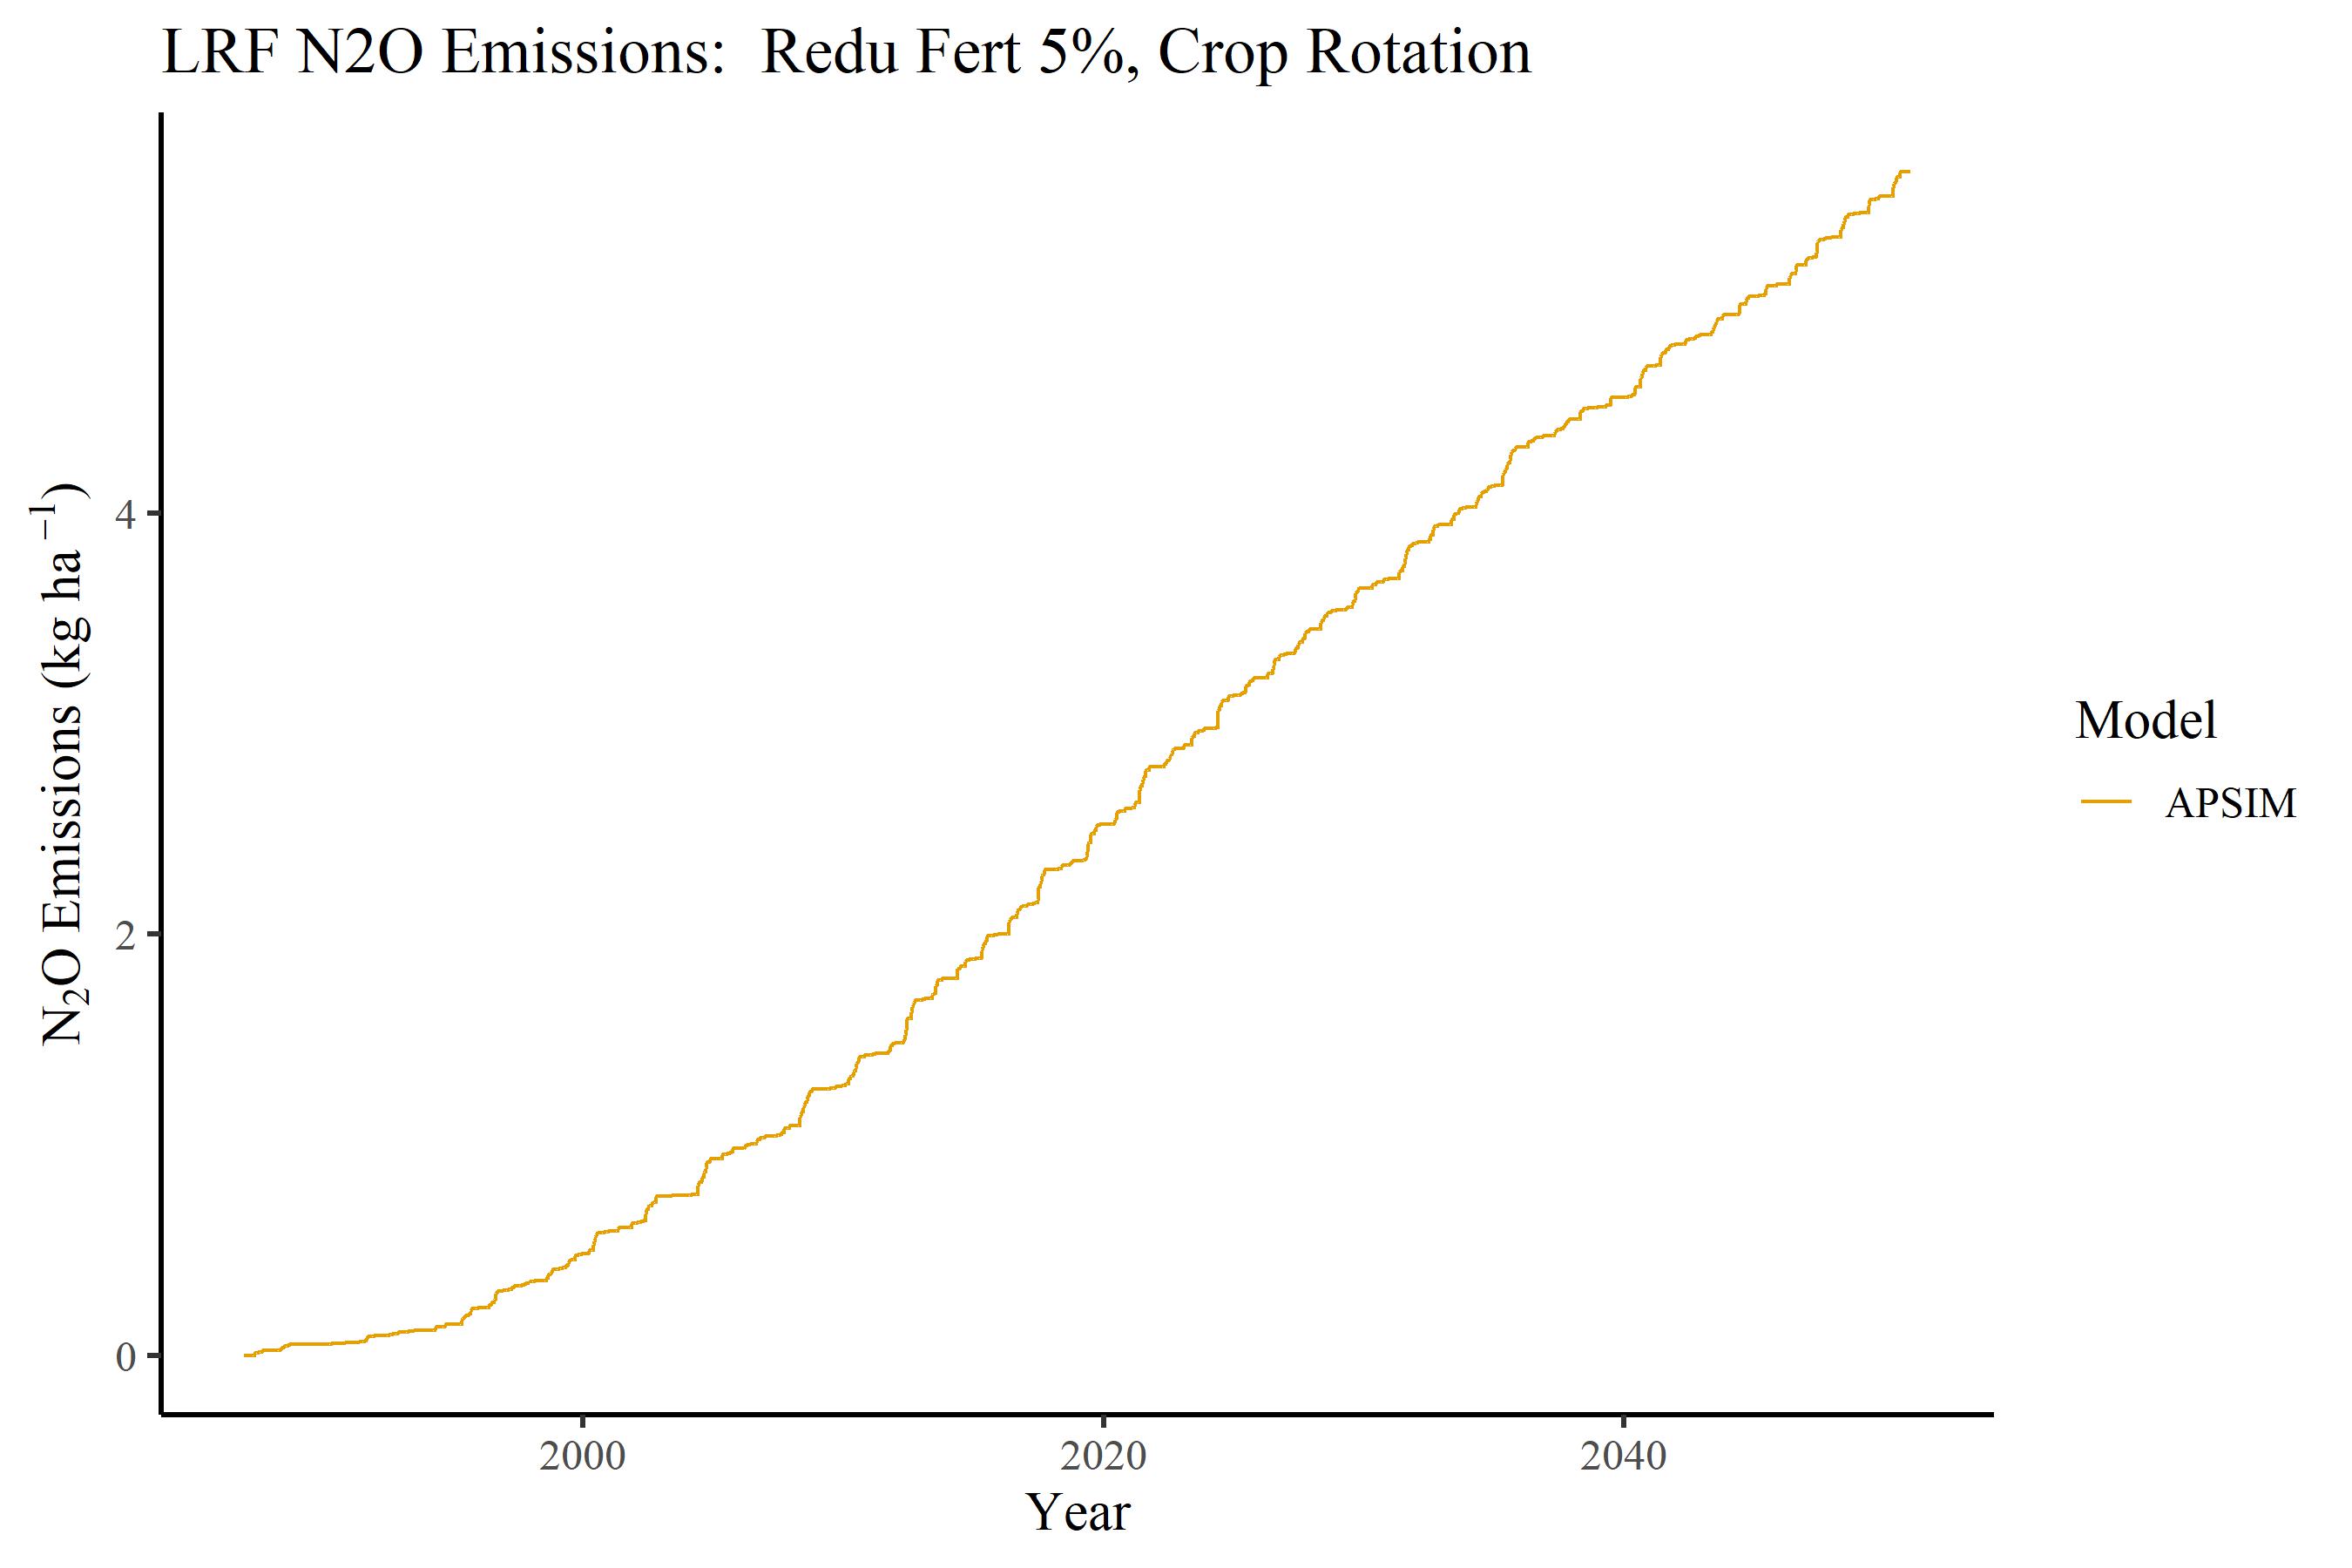 LRF N2O Emissions:  Redu Fert 5%, Crop Rotation
N₂O Emissions (kg ha ⁻¹)
4
2
0
2000
2020
2040
Year
Model
APSIM